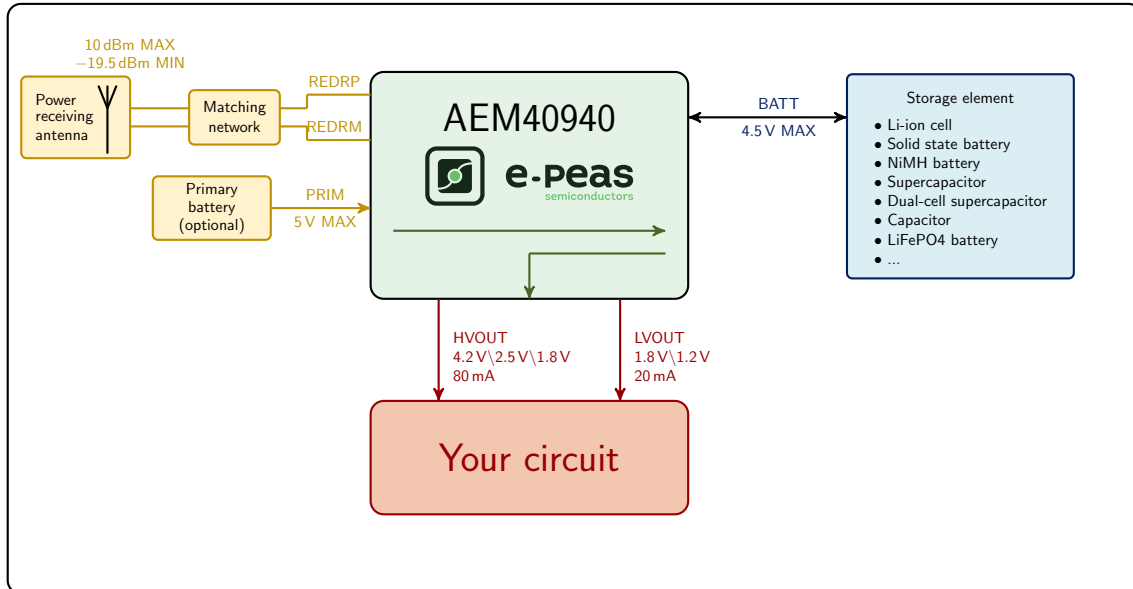 10 dBm MAX
−19.5 dBm MIN
Power
receiving
antenna
Matching
network
REDRP
REDRM
Primary
battery
(optional)
PRIM
5 V MAX
AEM40940
e-peas
semiconductors
BATT
4.5 V MAX
Storage element
• Li-ion cell
• Solid state battery
• NiMH battery
• Supercapacitor
• Dual-cell supercapacitor
• Capacitor
• LiFePO4 battery
• ...
HVOUT
4.2 V\2.5 V\1.8 V
80 mA
LVOUT
1.8 V\1.2 V
20 mA
Your circuit